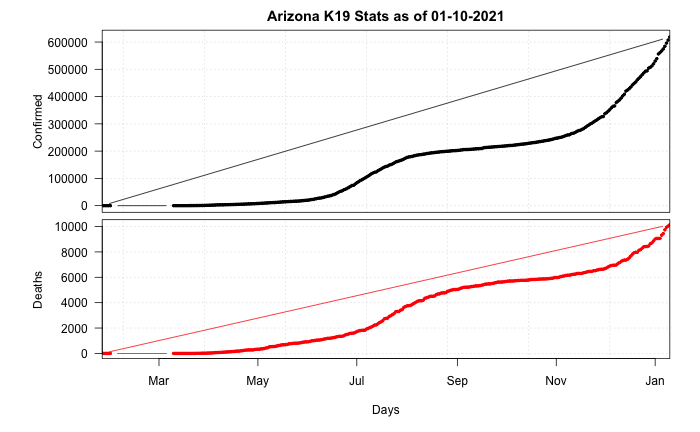 Arizona K19 Stats as of 01-10-2021
Confirmed
600000
500000
400000
300000
200000
100000
0
Deaths
10000
8000
6000
4000
2000
0
Mar May Jul Sep Nov Jan
Days